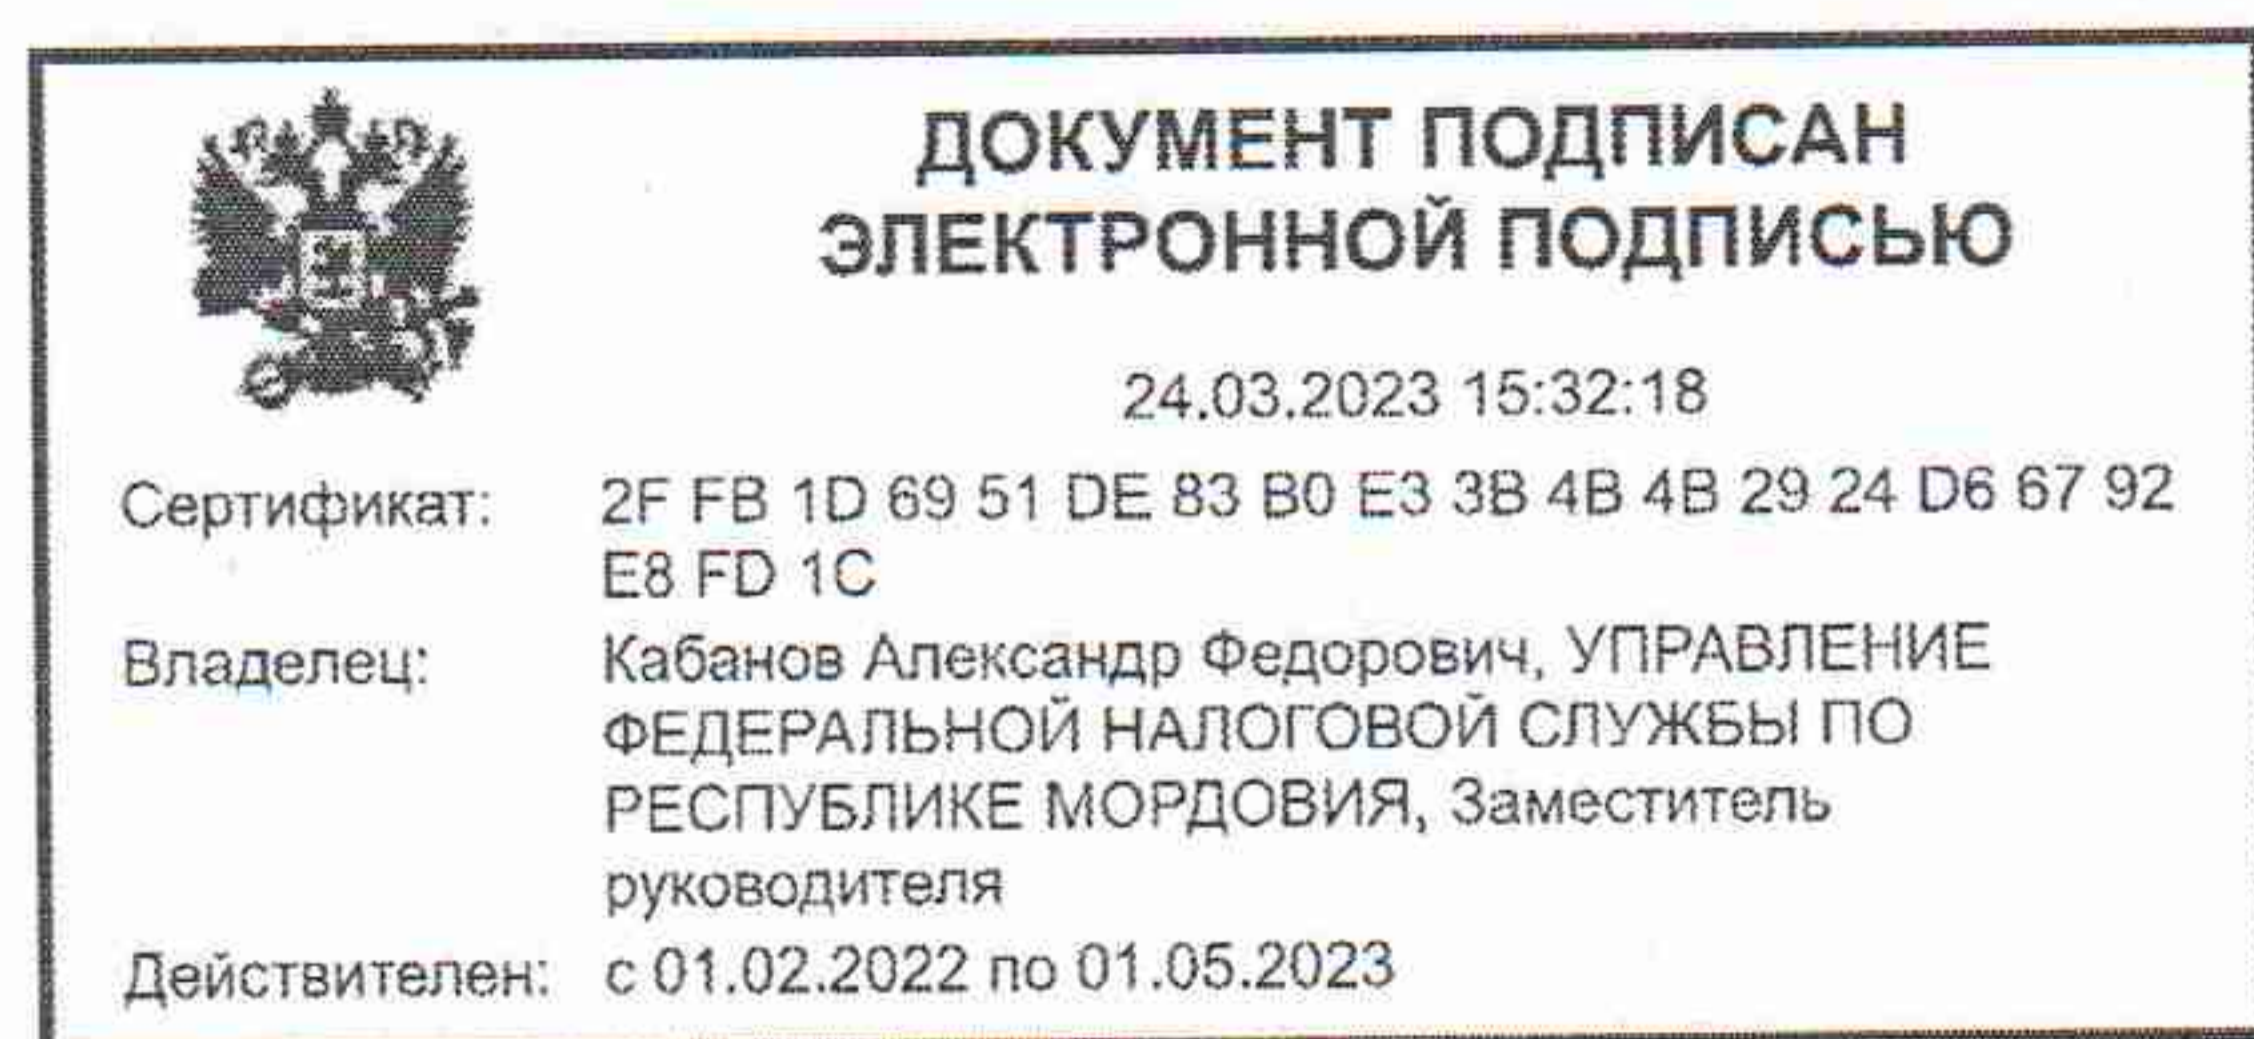 ДОКУМЕНТ ПОДПИСАН
ЭЛЕКТРОННОЙ ПОДПИСЬЮ
24.03.2023 15:32:18
Сертификат: 2F FB 1D 69 51 DE 83 B0 E3 3B 4B 4B 29 24 D6 67 92
E8 FD 1C
Владелец: Кабанов Александр Федорович, УПРАВЛЕНИЕ
ФЕДЕРАЛЬНОЙ НАЛОГОВОЙ СЛУЖБЫ ПО
РЕСПУБЛИКЕ МОРДОВИЯ, Заместитель
руководителя
Действителен: с 01.02.2022 по 01.05.2023